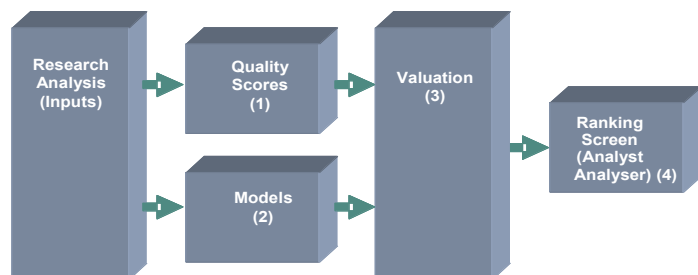 Research
Analysis
(Inputs)
Quality
Scores
(1)
Models
(2)
Valuation
(3)
Ranking
Screen
(Analyst
Analyser) (4)